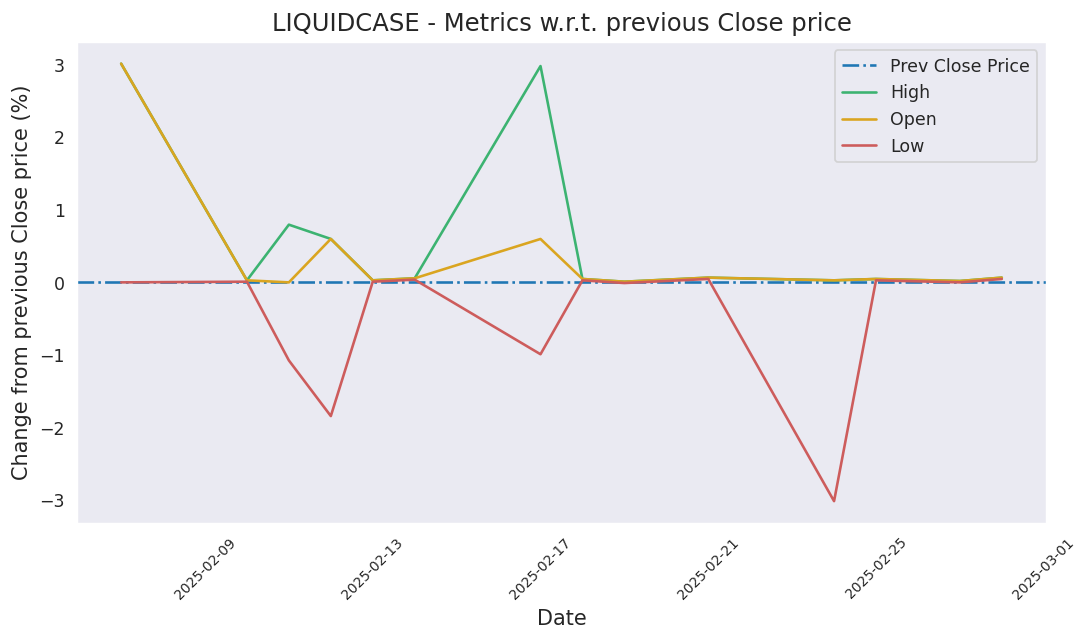 LIQUIDCASE - Metrics w.r.t. previous Close price
Change from previous Close price (%)
3
2
1
0
−1
−2
−3
Prev Close Price
High
Open
Low
2025-02-09
2025-02-13
2025-02-17
2025-02-21
2025-02-25
2025-03-01
Date